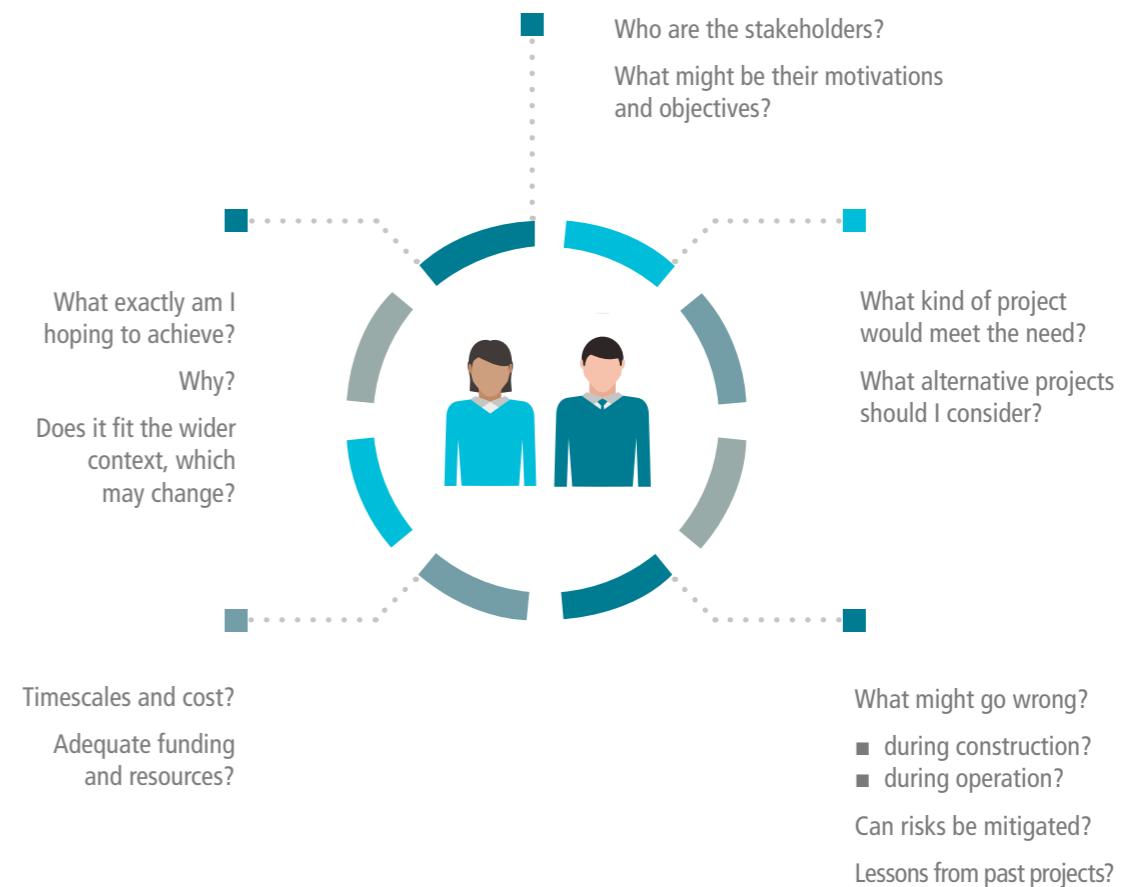 Who are the stakeholders?
What might be their motivations
and objectives?
What exactly am I
hoping to achieve?
Why?
Does it fit the wider
context, which
may change?
What kind of project
would meet the need?
What alternative projects
should I consider?
Timescales and cost?
Adequate funding
and resources?
What might go wrong?
■ during construction?
■ during operation?
Can risks be mitigated?
Lessons from past projects?